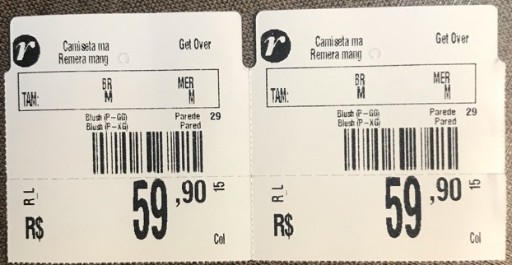 r Camiseta ma Get Over
Remera mang
BR MER
TAM: M M
Blush (P-GG) Parede 29
Blush (P-XG) Pared
R_L R$ 59,90 15
Col
r Camiseta ma Get Over
Remera mang
BR MER
TAM: M M
Blush (P-GG) Parede 29
Blush (P-XG) Pared
R_L R$ 59,90 15
Col